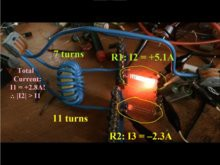 R1: I2 = +5.1A
7 turns
Total
Current:
I1 = +2.8A!
∴ |I2| > I1
11 turns
R2: I3 = –2.3A